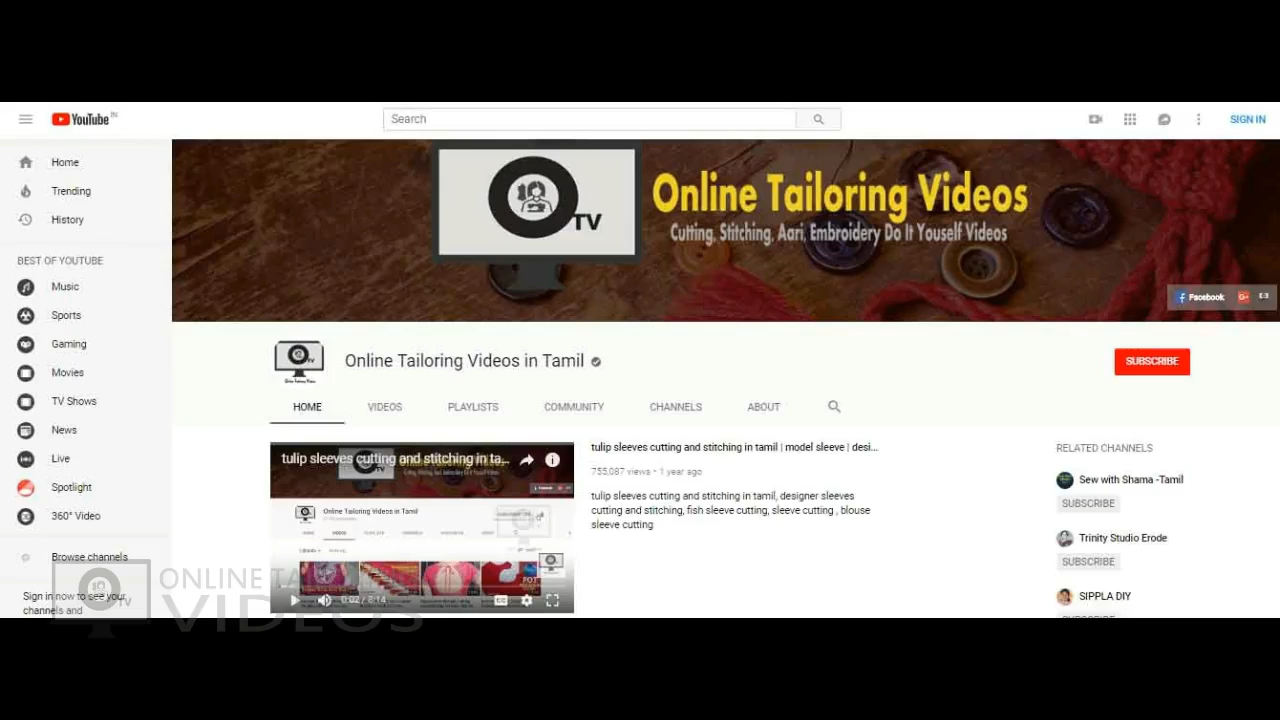 YouTube IN
Search
SIGN IN
Home
Trending
History
BEST OF YOUTUBE
Music
Sports
Gaming
Movies
TV Shows
News
Live
Spotlight
360° Video
Browse channels
Sign in now to see your
channels and
TV
Online Tailoring Videos
Cutting, Stitching, Aari, Embroidery Do It Youself Videos
Facebook G+
Online Tailoring Videos in Tamil
SUBSCRIBE
HOME VIDEOS PLAYLISTS COMMUNITY CHANNELS ABOUT
tulip sleeves cutting and stitching in ta...
Online Tailoring Videos in Tamil
0:02 / 8:14
tulip sleeves cutting and stitching in tamil | model sleeve | desi...
755,087 views • 1 year ago
tulip sleeves cutting and stitching in tamil, designer sleeves
cutting and stitching, fish sleeve cutting, sleeve cutting , blouse
sleeve cutting
RELATED CHANNELS
Sew with Shama -Tamil
SUBSCRIBE
Trinity Studio Erode
SUBSCRIBE
SIPPLA DIY
SUBSCRIBE
TV
ONLINE
VIDEOS